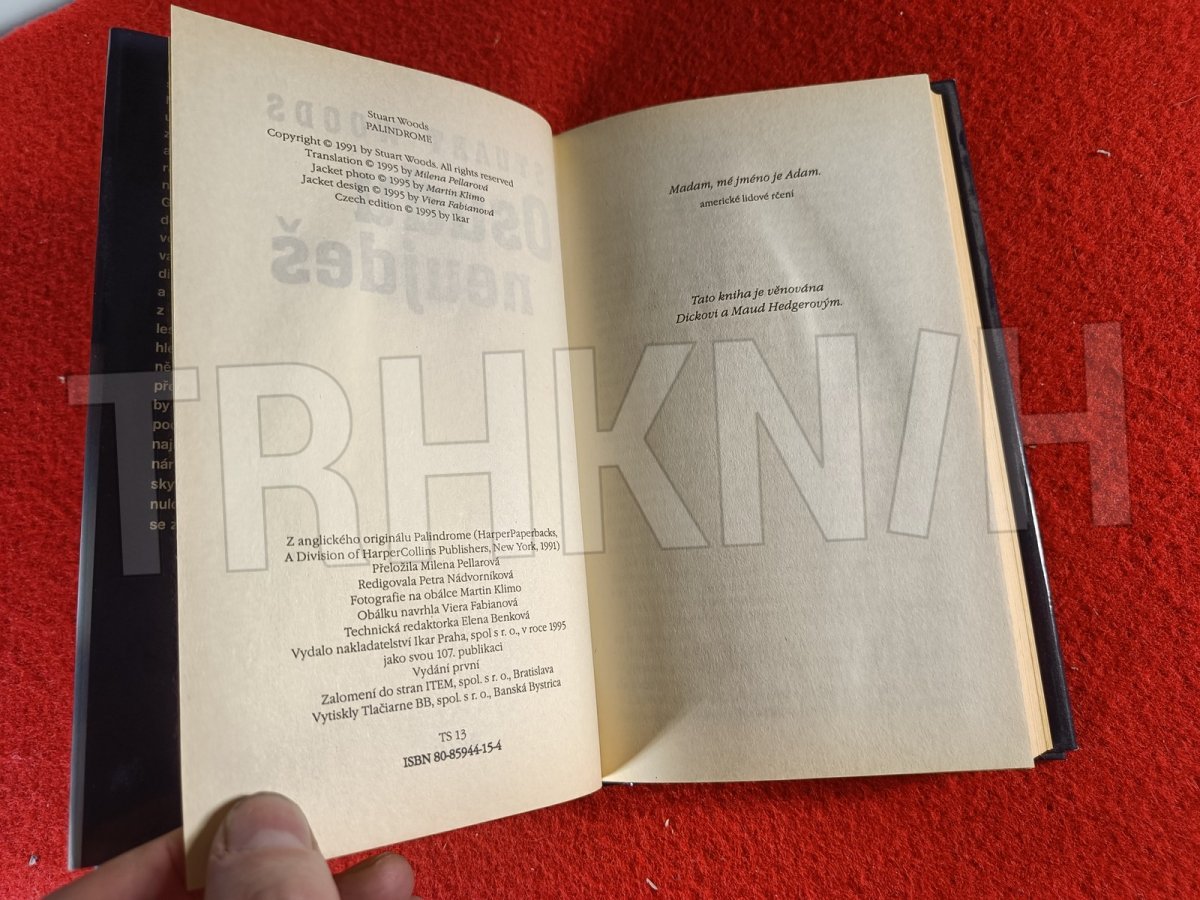 Stuart Woods
PALINDROME
Copyright © 1991 by Stuart Woods. All rights reserved
Translation © 1995 by Milena Pellarová
Jacket photo © 1995 by Martin Klimo
Jacket design © 1995 by Viera Fabianová
Czech edition © 1995 by Ikar
neujdeš
Z anglického originálu Palindrome (HarperPaperbacks,
A Division of HarperCollins Publishers, New York, 1991)
Přeložila Milena Pellarová
Redigovala Petra Nádvorníková
Fotografie na obálce Martin Klimo
Obálku navrhla Viera Fabianová
Technická redaktorka Elena Benková
Vydalo nakladatelství Ikar Praha, spol s r. o., v roce 1995
jako svou 107. publikaci
Vydání první
Zalomení do stran ITEM, spol. s r. o., Bratislava
Vytiskly Tlačiarne BB, spol. s r. o., Banská Bystrica
TS 13
ISBN 80-85944-15-4
Madam, mé jméno je Adam.
americké lidové rčení
Tato kniha je věnována
Dickovi a Maud Hedgerovým.
TRHKNIH